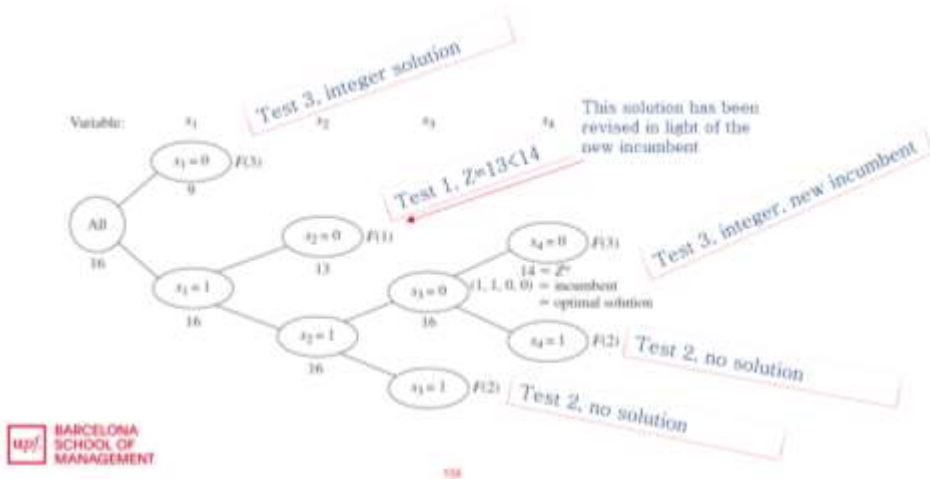 Test 3, integer solution
Variable: x₁ x₂ x₃ x₄
This solution has been
revised in light of the
new incumbent
x₁ = 0 F(3)
9
Test 1, Z=13<14
Test 3, integer, new incumbent
All
16
x₂ = 0 F(1)
13
x₄ = 0 F(3)
14 = Z*
x₁ = 1
16
x₃ = 0
16
(1, 1, 0, 0) = incumbent
= optimal solution
x₂ = 1
16
x₄ = 1 F(2)
Test 2, no solution
x₃ = 1 F(2)
Test 2, no solution
upf.
BARCELONA
SCHOOL OF
MANAGEMENT